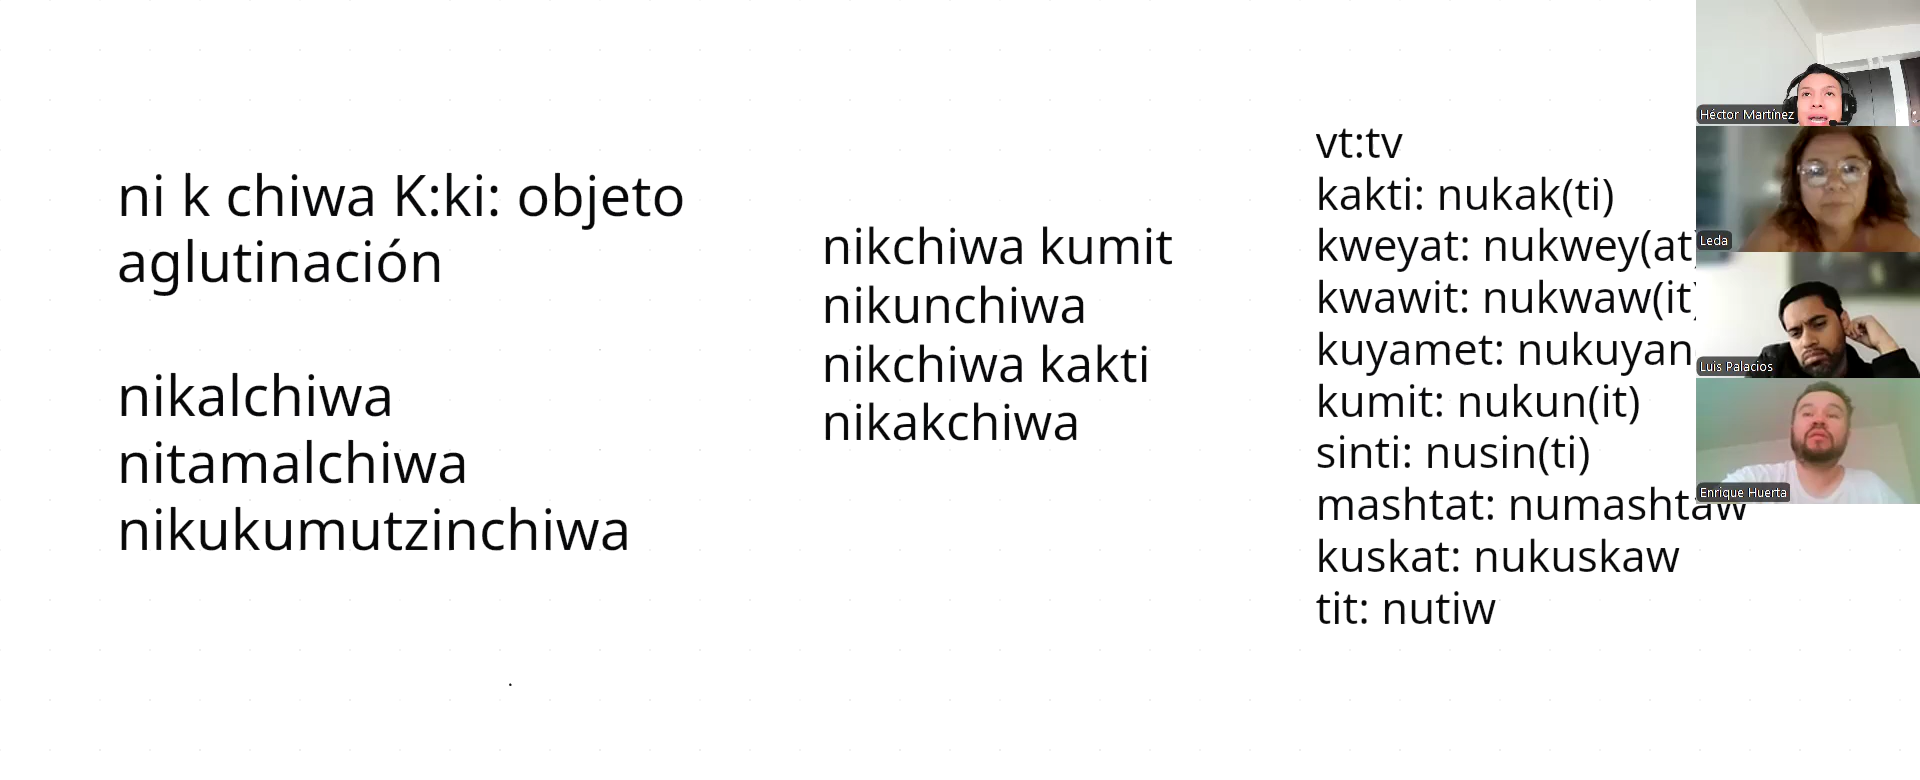 ni k chiwa K:ki: objeto
aglutinación
nikalchiwa
nitamalchiwa
nikukumutzinchiwa
nikchiwa kumit
nikunchiwa
nikchiwa kakti
nikakchiwa
vt:tv
kakti: nukak(ti)
kweyat: nukwey(at)
kwawit: nukwaw(it)
kuyamet: nukuyan
kumit: nukun(it)
sinti: nusin(ti)
mashtat: numashtaw
kuskat: nukuskaw
tit: nutiw
Héctor Martínez
Leda
Luis Palacios
Enrique Huerta